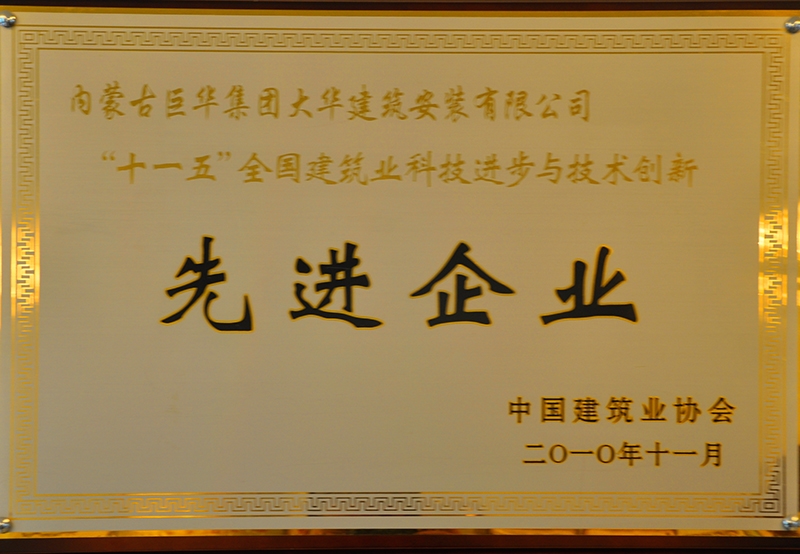 内蒙古巨华集团大华建筑安装有限公司
“十一五”全国建筑业科技进步与技术创新
先进企业
中国建筑业协会
二〇一〇年十一月